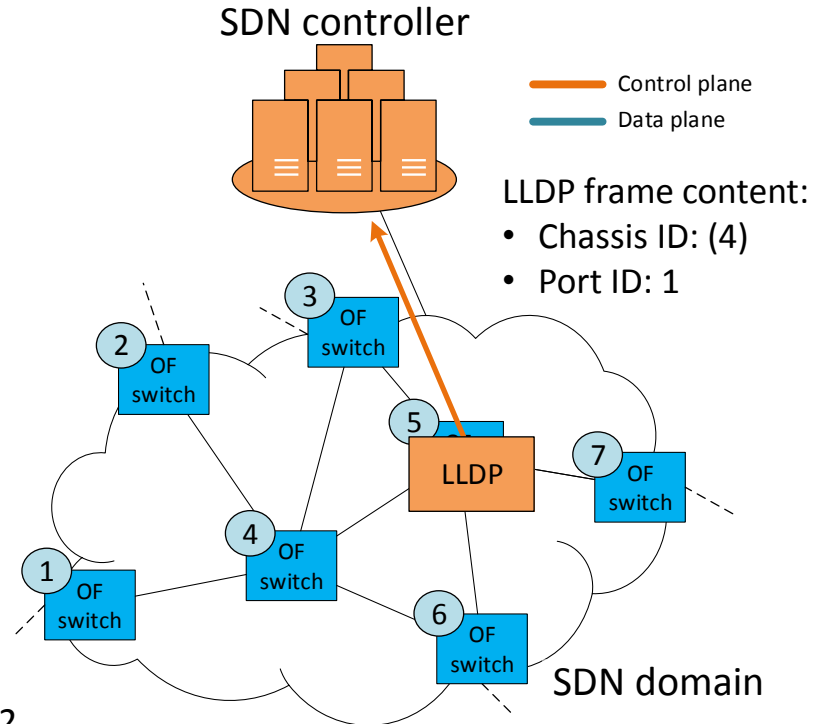 SDN controller
Control plane
Data plane
LLDP frame content:
• Chassis ID: (4)
• Port ID: 1
3
OF
switch
2
OF
switch
5
LLDP
7
OF
switch
4
OF
switch
1
OF
switch
6
OF
switch
SDN domain